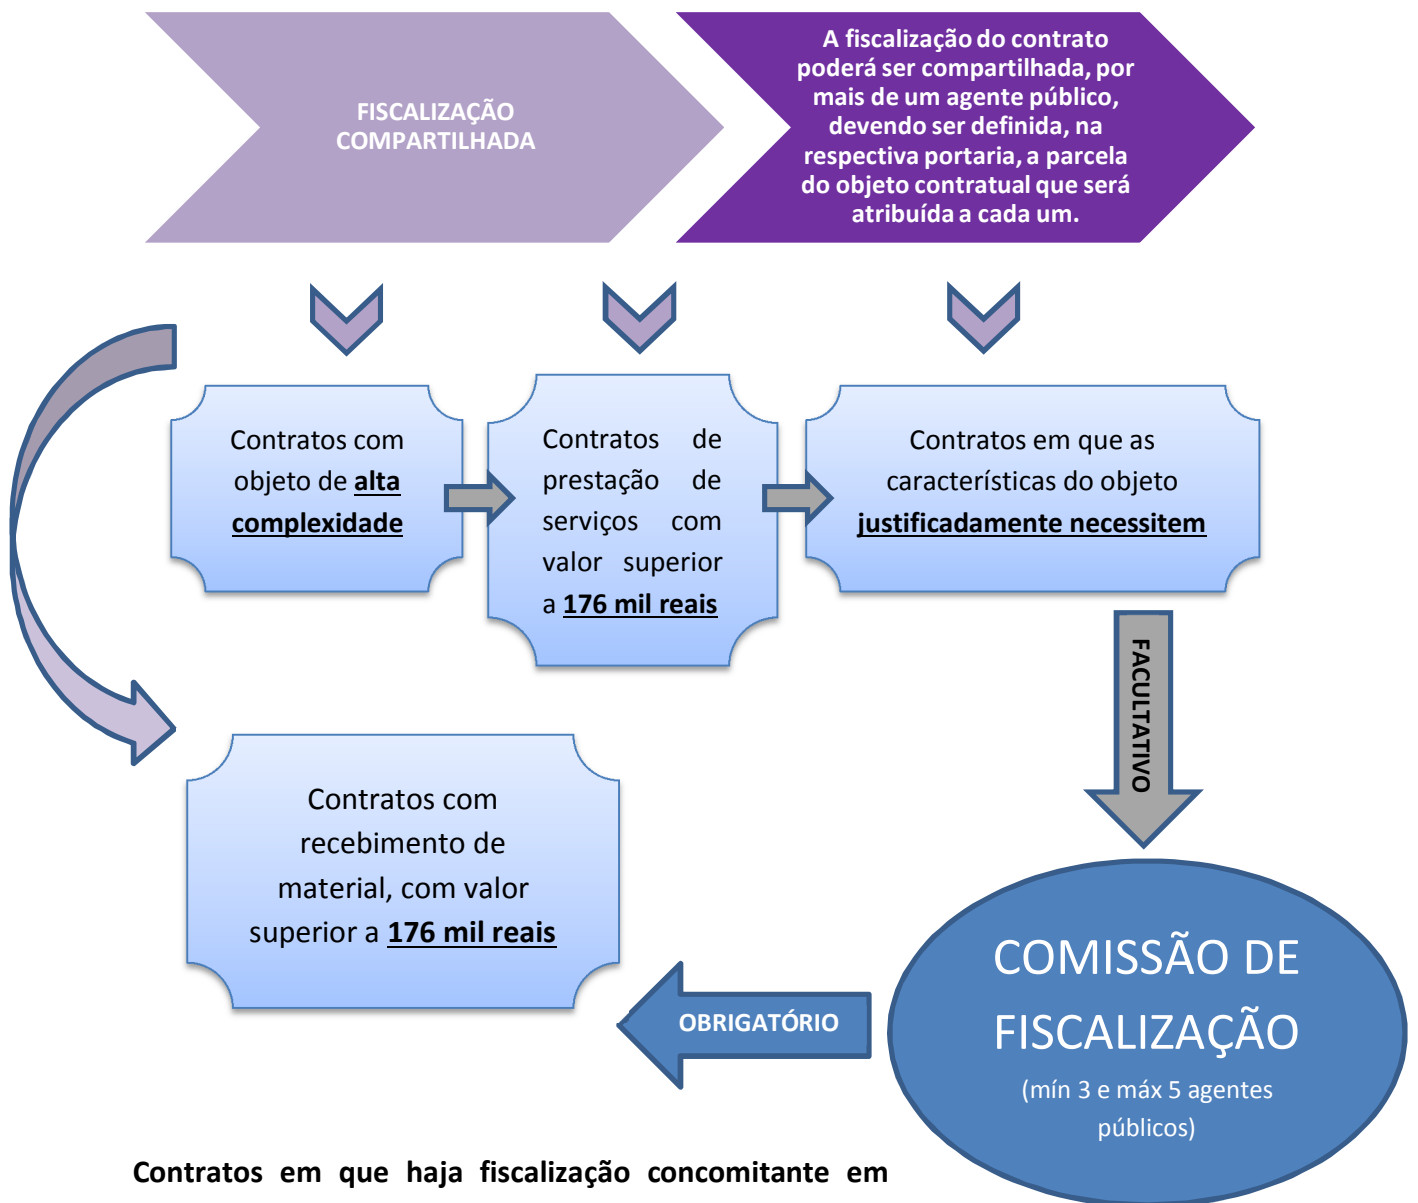 FISCALIZAÇÃO
COMPARTILHADA
A fiscalização do contrato
poderá ser compartilhada, por
mais de um agente público,
devendo ser definida, na
respectiva portaria, a parcela
do objeto contratual que será
atribuída a cada um.
Contratos com
objeto de alta
complexidade
Contratos de
prestação de
serviços com
valor superior
a 176 mil reais
Contratos em que as
características do objeto
justificadamente necessitem
FACULTATIVO
Contratos com
recebimento de
material, com valor
superior a 176 mil reais
OBRIGATÓRIO
COMISSÃO DE
FISCALIZAÇÃO
(mín 3 e máx 5 agentes
públicos)
Contratos em que haja fiscalização concomitante em